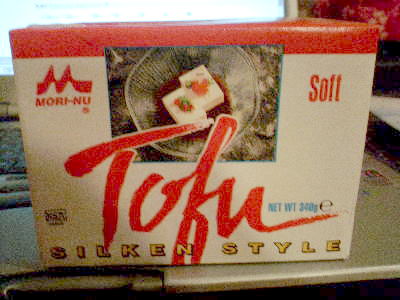 MORI-NU
®
Soft
Tofu
NET WT 340g e
SILKEN STYLE